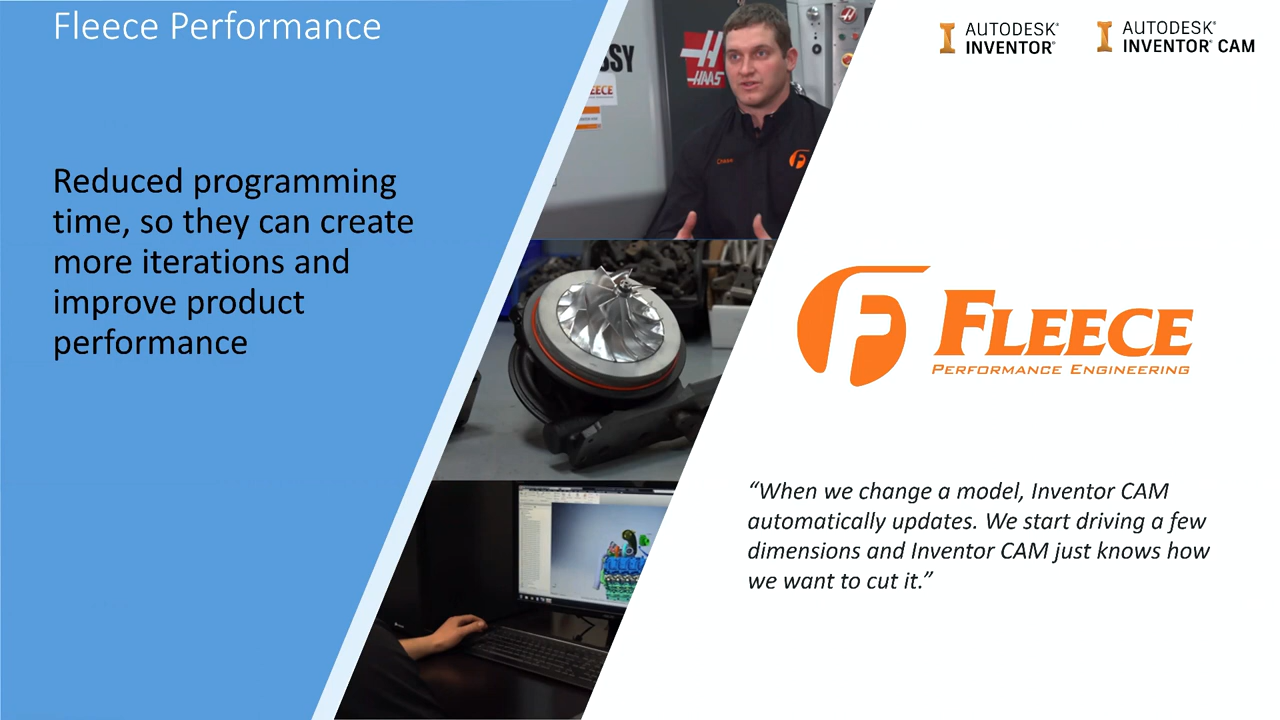 Fleece Performance
Reduced programming
time, so they can create
more iterations and
improve product
performance
HAAS
AUTODESK®
INVENTOR®
AUTODESK®
INVENTOR® CAM
FLEECE
PERFORMANCE ENGINEERING
“When we change a model, Inventor CAM
automatically updates. We start driving a few
dimensions and Inventor CAM just knows how
we want to cut it.”